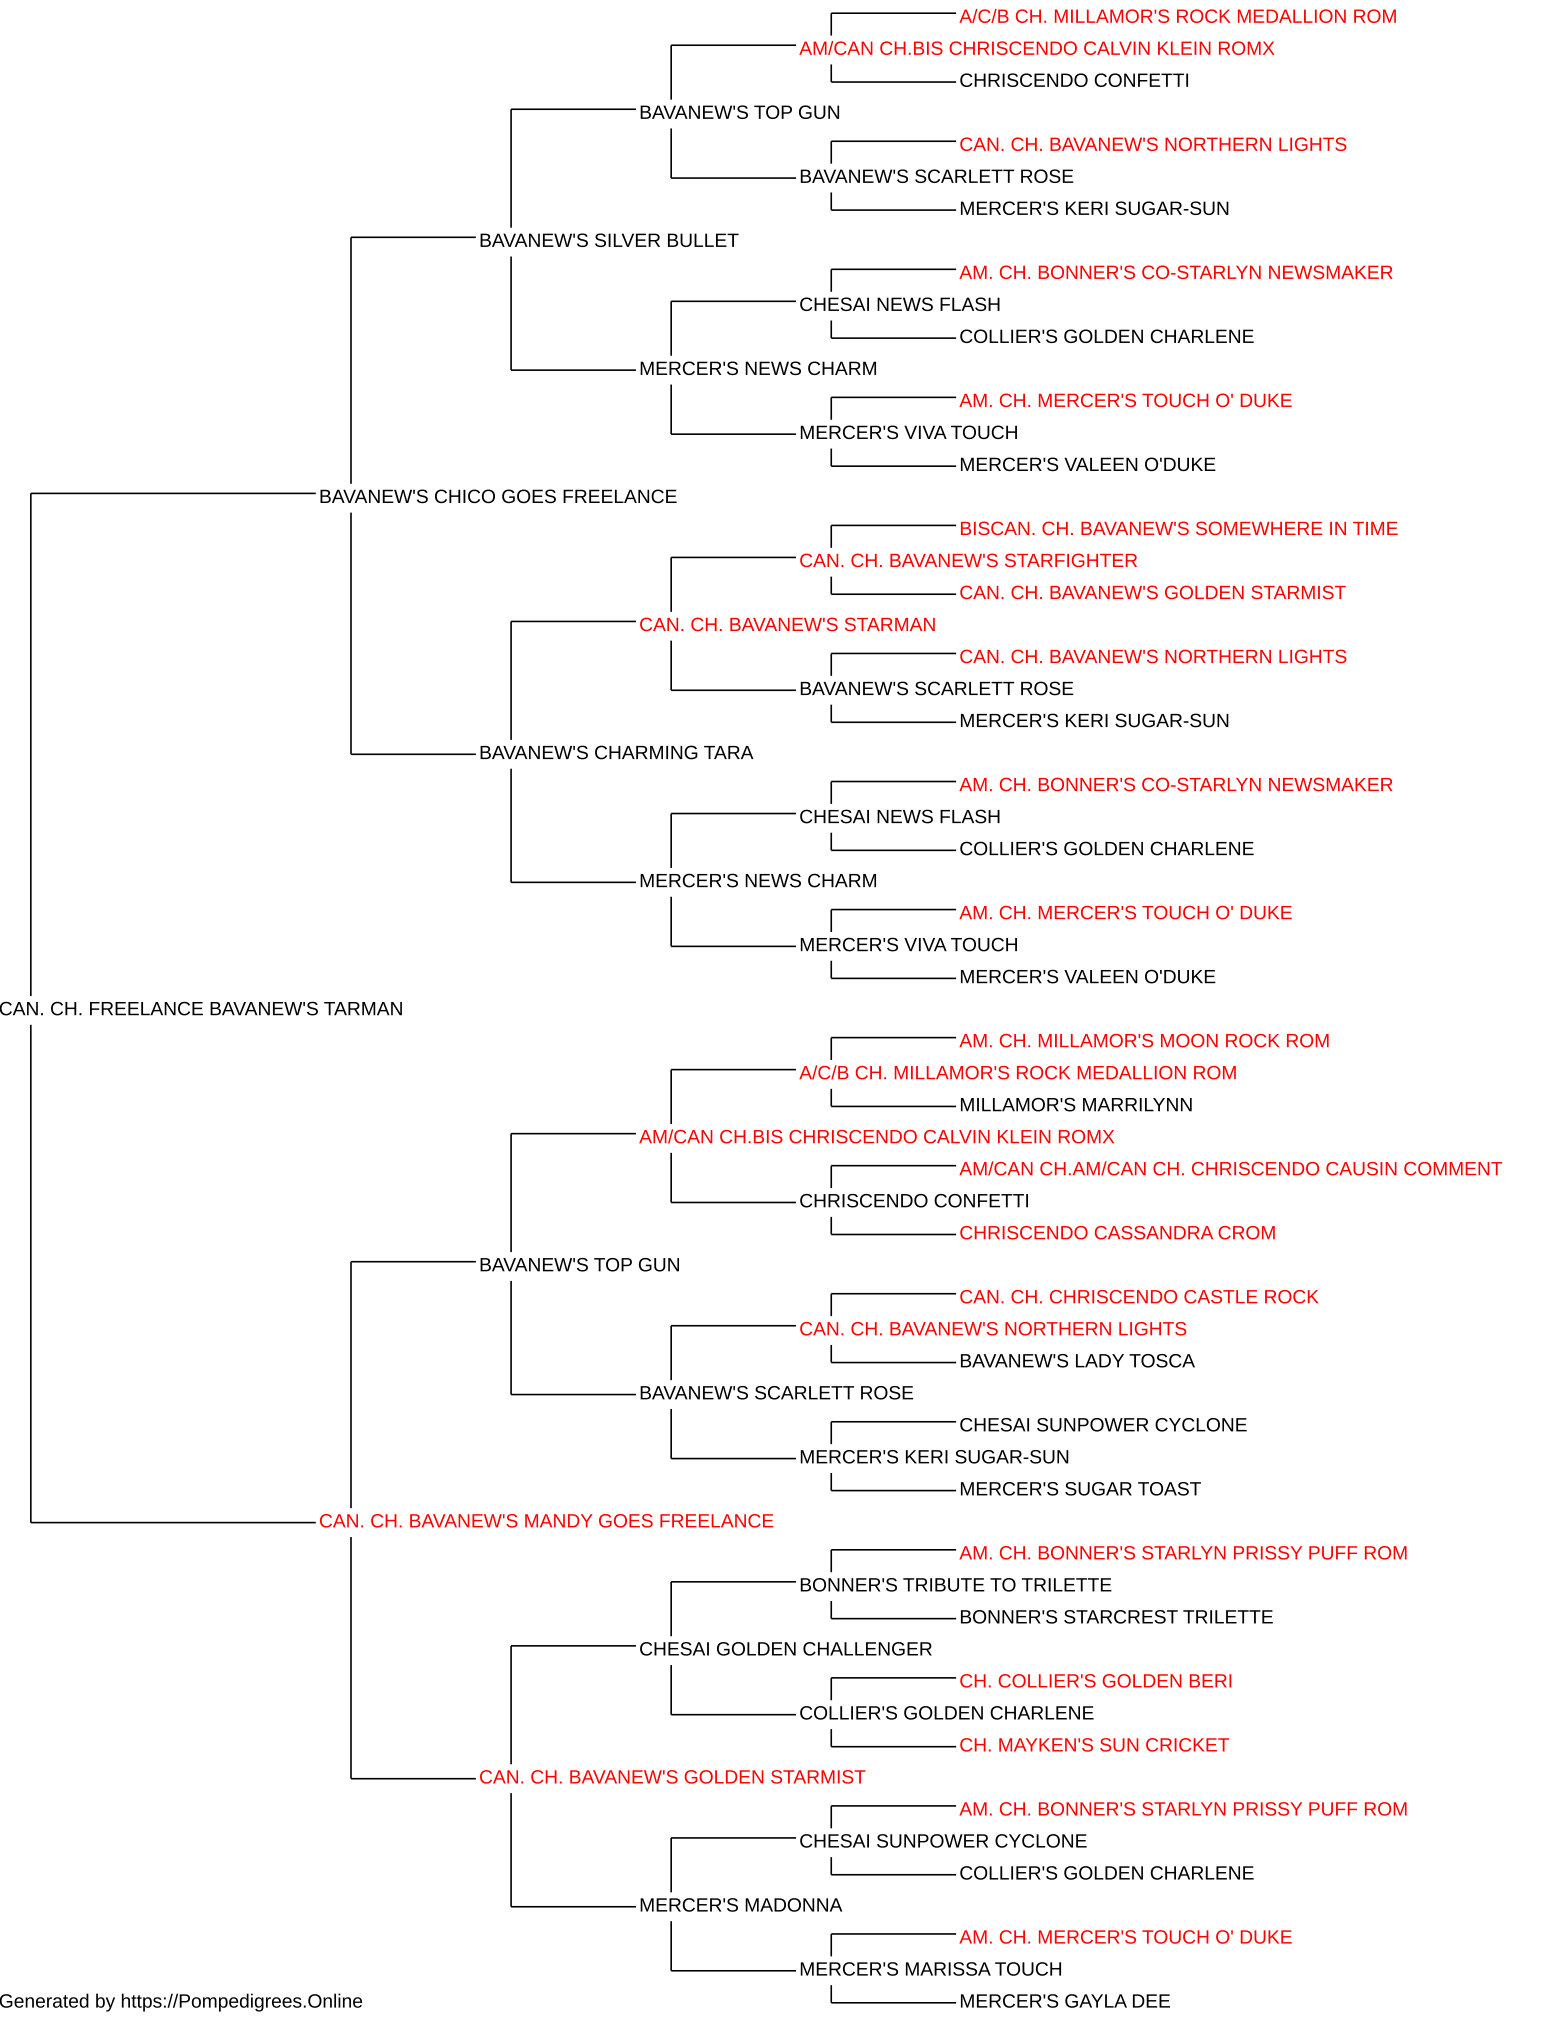 A/C/B CH. MILLAMOR'S ROCK MEDALLION ROM
AM/CAN CH.BIS CHRISCENDO CALVIN KLEIN ROMX
CHRISCENDO CONFETTI
BAVANEW'S TOP GUN
CAN. CH. BAVANEW'S NORTHERN LIGHTS
BAVANEW'S SCARLETT ROSE
MERCER'S KERI SUGAR-SUN
BAVANEW'S SILVER BULLET
AM. CH. BONNER'S CO-STARLYN NEWSMAKER
CHESAI NEWS FLASH
COLLIER'S GOLDEN CHARLENE
MERCER'S NEWS CHARM
AM. CH. MERCER'S TOUCH O' DUKE
MERCER'S VIVA TOUCH
MERCER'S VALEEN O'DUKE
BAVANEW'S CHICO GOES FREELANCE
BISCAN. CH. BAVANEW'S SOMEWHERE IN TIME
CAN. CH. BAVANEW'S STARFIGHTER
CAN. CH. BAVANEW'S GOLDEN STARMIST
CAN. CH. BAVANEW'S STARMAN
CAN. CH. BAVANEW'S NORTHERN LIGHTS
BAVANEW'S SCARLETT ROSE
MERCER'S KERI SUGAR-SUN
BAVANEW'S CHARMING TARA
AM. CH. BONNER'S CO-STARLYN NEWSMAKER
CHESAI NEWS FLASH
COLLIER'S GOLDEN CHARLENE
MERCER'S NEWS CHARM
AM. CH. MERCER'S TOUCH O' DUKE
MERCER'S VIVA TOUCH
MERCER'S VALEEN O'DUKE
CAN. CH. FREELANCE BAVANEW'S TARMAN
AM. CH. MILLAMOR'S MOON ROCK ROM
A/C/B CH. MILLAMOR'S ROCK MEDALLION ROM
MILLAMOR'S MARRILYNN
AM/CAN CH.BIS CHRISCENDO CALVIN KLEIN ROMX
AM/CAN CH.AM/CAN CH. CHRISCENDO CAUSIN COMMENT
CHRISCENDO CONFETTI
CHRISCENDO CASSANDRA CROM
BAVANEW'S TOP GUN
CAN. CH. CHRISCENDO CASTLE ROCK
CAN. CH. BAVANEW'S NORTHERN LIGHTS
BAVANEW'S LADY TOSCA
BAVANEW'S SCARLETT ROSE
CHESAI SUNPOWER CYCLONE
MERCER'S KERI SUGAR-SUN
MERCER'S SUGAR TOAST
CAN. CH. BAVANEW'S MANDY GOES FREELANCE
AM. CH. BONNER'S STARLYN PRISSY PUFF ROM
BONNER'S TRIBUTE TO TRILETTE
BONNER'S STARCREST TRILETTE
CHESAI GOLDEN CHALLENGER
CH. COLLIER'S GOLDEN BERI
COLLIER'S GOLDEN CHARLENE
CH. MAYKEN'S SUN CRICKET
CAN. CH. BAVANEW'S GOLDEN STARMIST
AM. CH. BONNER'S STARLYN PRISSY PUFF ROM
CHESAI SUNPOWER CYCLONE
COLLIER'S GOLDEN CHARLENE
MERCER'S MADONNA
AM. CH. MERCER'S TOUCH O' DUKE
MERCER'S MARISSA TOUCH
MERCER'S GAYLA DEE
Generated by https://Pompedigrees.Online